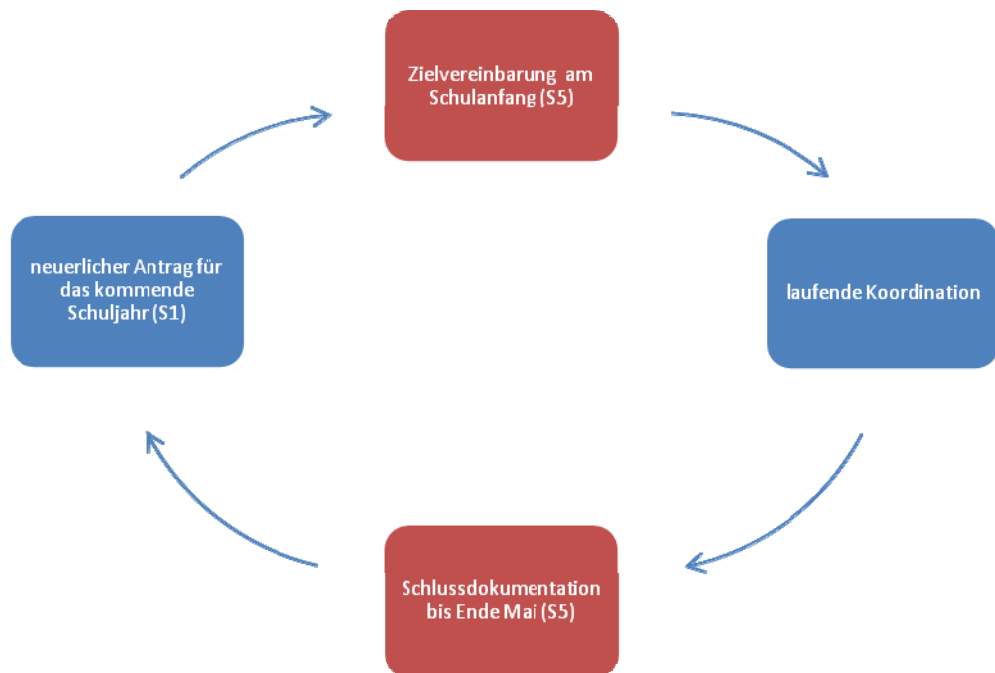 Zielvereinbarung am
Schulanfang (S5)
neuerlicher Antrag für
das kommende
Schuljahr (S1)
laufende Koordination
Schlussdokumentation
bis Ende Mai (S5)